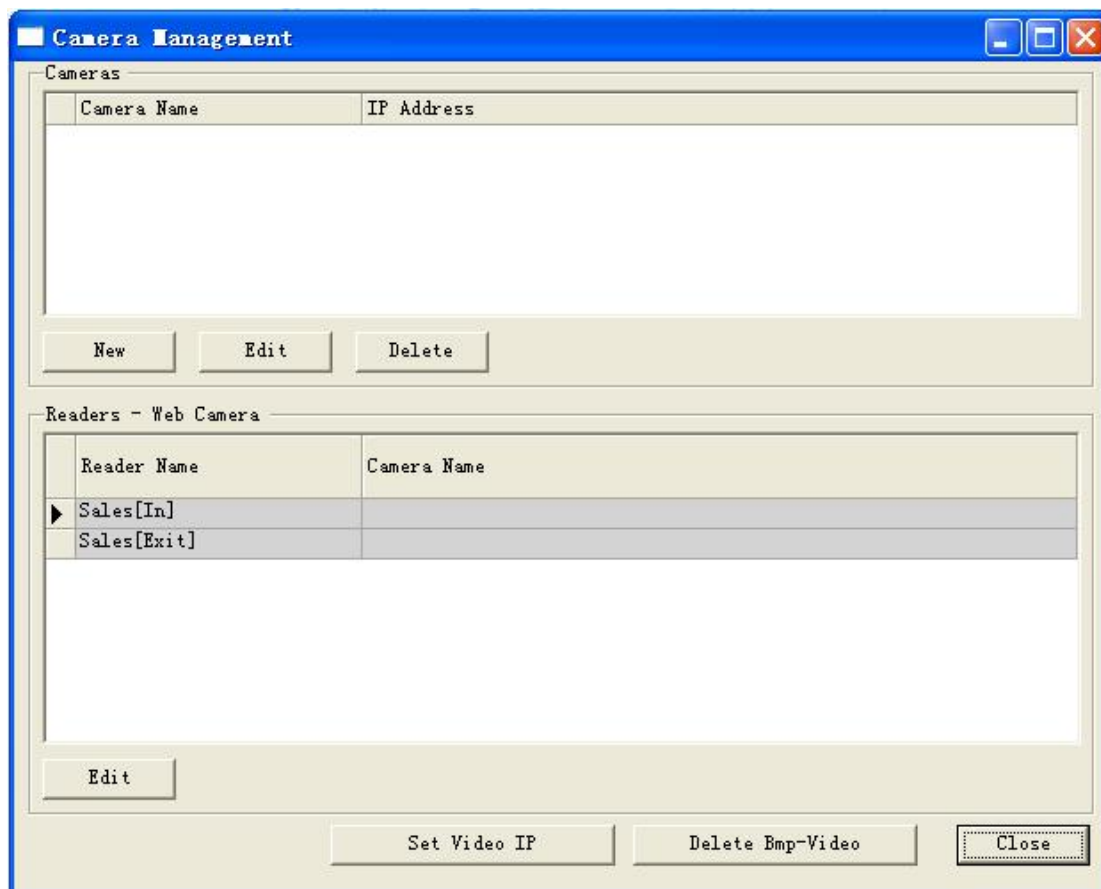 Camera Management
Cameras
Camera Name IP Address
New Edit Delete
Readers - Web Camera
Reader Name Camera Name
Sales[In]
Sales[Exit]
Edit
Set Video IP Delete Bmp-Video Close